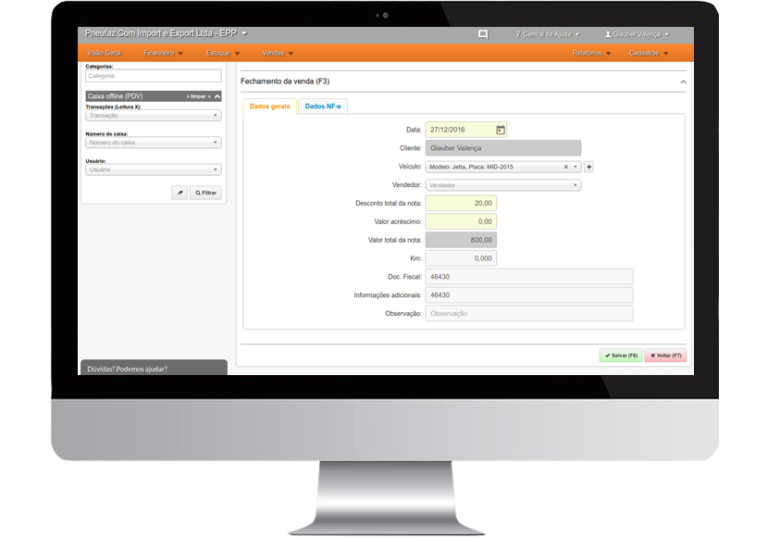 Pneufaz Com Import e Export Ltda - EPP
? Central de Ajuda
Glauber Valença
Visão Geral
Financeiro
Estoque
Vendas
Relatórios
Cadastros
Categorias:
Categoria
Caixa offline (PDV)
» limpar «
Transações (Leitura X):
Transação
Número do caixa:
Número do caixa
Usuário:
Usuário
Filtrar
Dúvidas? Podemos ajudar?
Fechamento da venda (F3)
Dados gerais
Dados NF-e
Data: 27/12/2016
Cliente: Glauber Valença
Veículo: Modelo: Jetta, Placa: MID-2015
Vendedor: Vendedor
Desconto total da nota: 20,00
Valor acréscimo: 0,00
Valor total da nota: 800,00
Km: 0,000
Doc. Fiscal: 46430
Informações adicionais: 46430
Observação: Observação
Salvar (F6)
Voltar (F7)